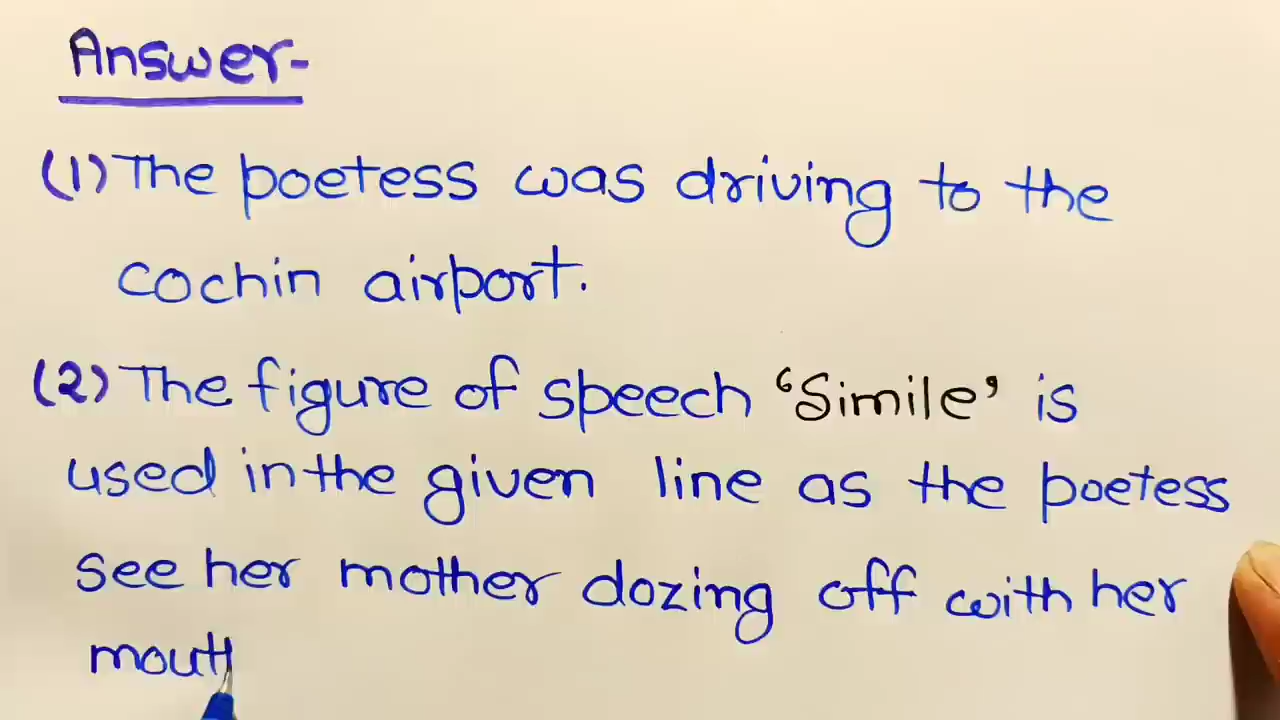 Answer-
(1) The poetess was driving to the
cochin airport.
(2) The figure of speech ‘Simile’ is
used in the given line as the poetess
see her mother dozing off with her
mouth